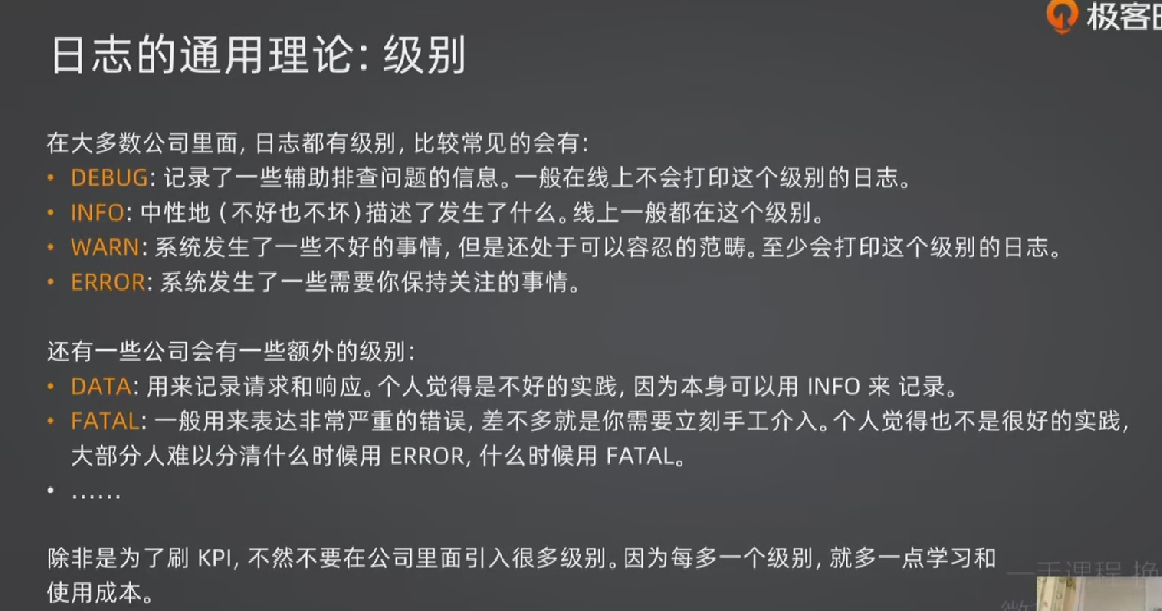 极客
日志的通用理论：级别
在大多数公司里面，日志都有级别，比较常见的会有：
• DEBUG：记录了一些辅助排查问题的信息。一般在线上不会打印这个级别的日志。
• INFO：中性地（不好也不坏）描述了发生了什么。线上一般都在这个级别。
• WARN：系统发生了一些不好的事情，但是还处于可以容忍的范畴。至少会打印这个级别的日志。
• ERROR：系统发生了一些需要你保持关注的事情。
还有一些公司会有一些额外的级别：
• DATA：用来记录请求和响应。个人觉得是不好的实践，因为本身可以用 INFO 来 记录。
• FATAL：一般用来表达非常严重的错误，差不多就是你需要立刻手工介入。个人觉得也不是很好的实践，
大部分人难以分清什么时候用 ERROR，什么时候用 FATAL。
• ……
除非是为了刷 KPI，不然不要在公司里面引入很多级别。因为每多一个级别，就多一点学习和
使用成本。
一手课程